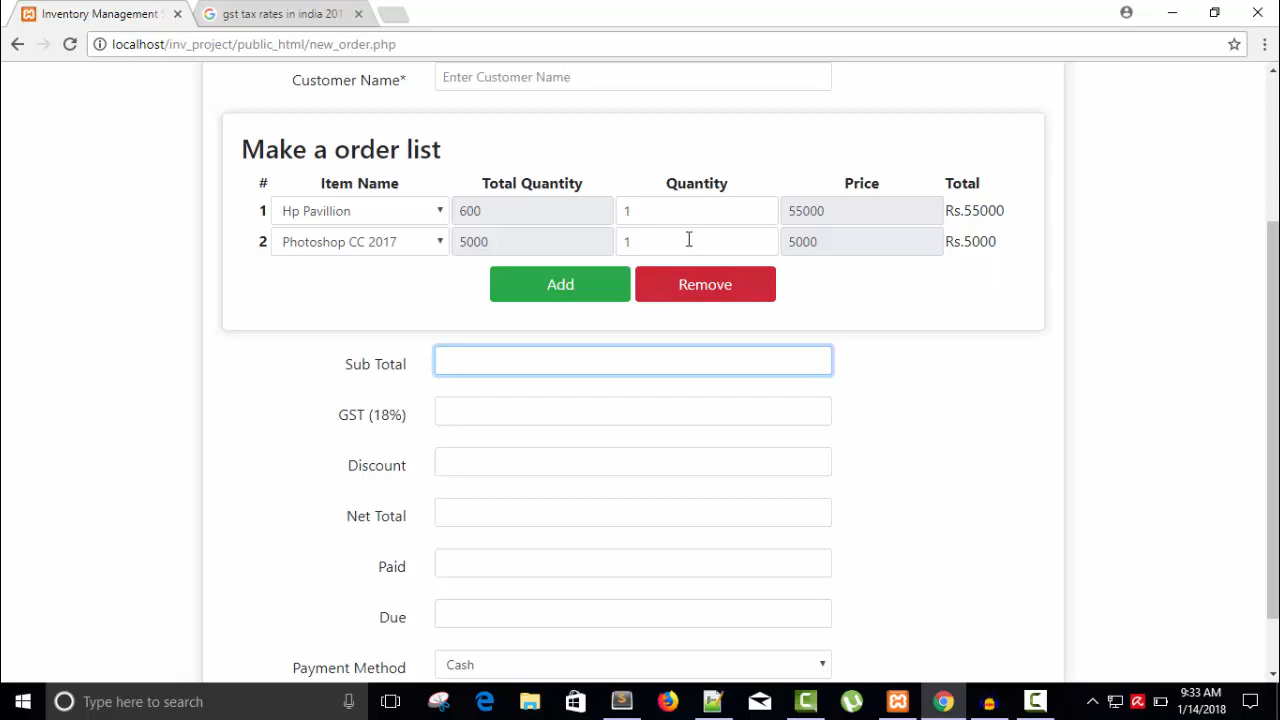 Inventory Management S
gst tax rates in india 201
localhost/inv_project/public_html/new_order.php
Customer Name* Enter Customer Name
Make a order list
# Item Name Total Quantity Quantity Price Total
1 Hp Pavillion 600 1 55000 Rs.55000
2 Photoshop CC 2017 5000 1 5000 Rs.5000
Add Remove
Sub Total
GST (18%)
Discount
Net Total
Paid
Due
Payment Method Cash
Type here to search
9:33 AM
1/14/2018